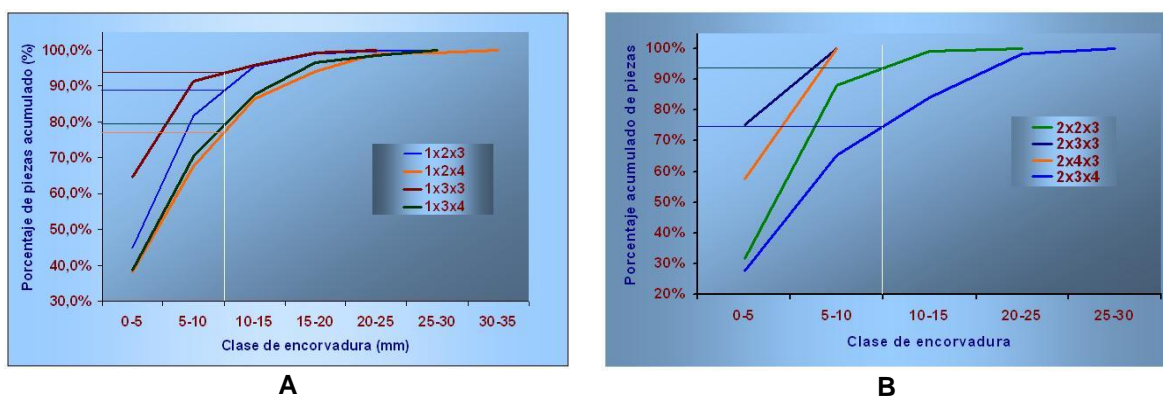 Porcentaje de piezas acumulado (%)
100,0%
90,0%
80,0%
70,0%
60,0%
50,0%
40,0%
30,0%
1x2x3
1x2x4
1x3x3
1x3x4
0-5 5-10 10-15 15-20 20-25 25-30 30-35
Clase de encorvadura (mm)
A
Porcentaje acumulado de piezas
100%
90%
80%
70%
60%
50%
40%
30%
20%
2x2x3
2x3x3
2x4x3
2x3x4
0-5 5-10 10-15 20-25 25-30
Clase de encorvadura
B